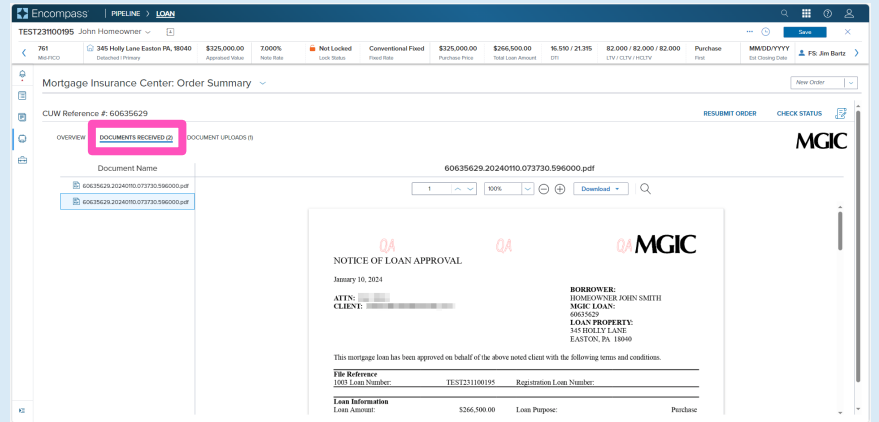 Encompass® | PIPELINE > LOAN
TEST231100195 John Homeowner
Save
761 345 Holly Lane Easton PA, 18040 $325,000.00 7.000% Not Locked Conventional Fixed $325,000.00 $266,500.00 16.510 / 21.315 82.000 / 82.000 / 82.000 Purchase MM/DD/YYYY FS: Jim Bartz
Mid-FICO Detached | Primary Appraised Value Note Rate Lock Status Fixed Rate Purchase Price Total Loan Amount DTI LTV / CLTV / HCLTV First Est Closing Date
Mortgage Insurance Center: Order Summary
New Order
CUW Reference #: 60635629
RESUBMIT ORDER CHECK STATUS
OVERVIEW DOCUMENTS RECEIVED (2) DOCUMENT UPLOADS (1)
MGIC
Document Name
60635629.20240110.073730.596000.pdf
60635629.20240110.073730.596000.pdf
60635629.20240110.073730.596000.pdf
1 100% Download
QA QA QA MGIC
NOTICE OF LOAN APPROVAL
January 10, 2024
ATTN:
CLIENT:
BORROWER:
HOMEOWNER JOHN SMITH
MGIC LOAN:
60635629
LOAN PROPERTY:
345 HOLLY LANE
EASTON, PA 18040
This mortgage loan has been approved on behalf of the above noted client with the following terms and conditions.
File Reference
1003 Loan Number: TEST231100195 Registration Loan Number:
Loan Information
Loan Amount: $266,500.00 Loan Purpose: Purchase